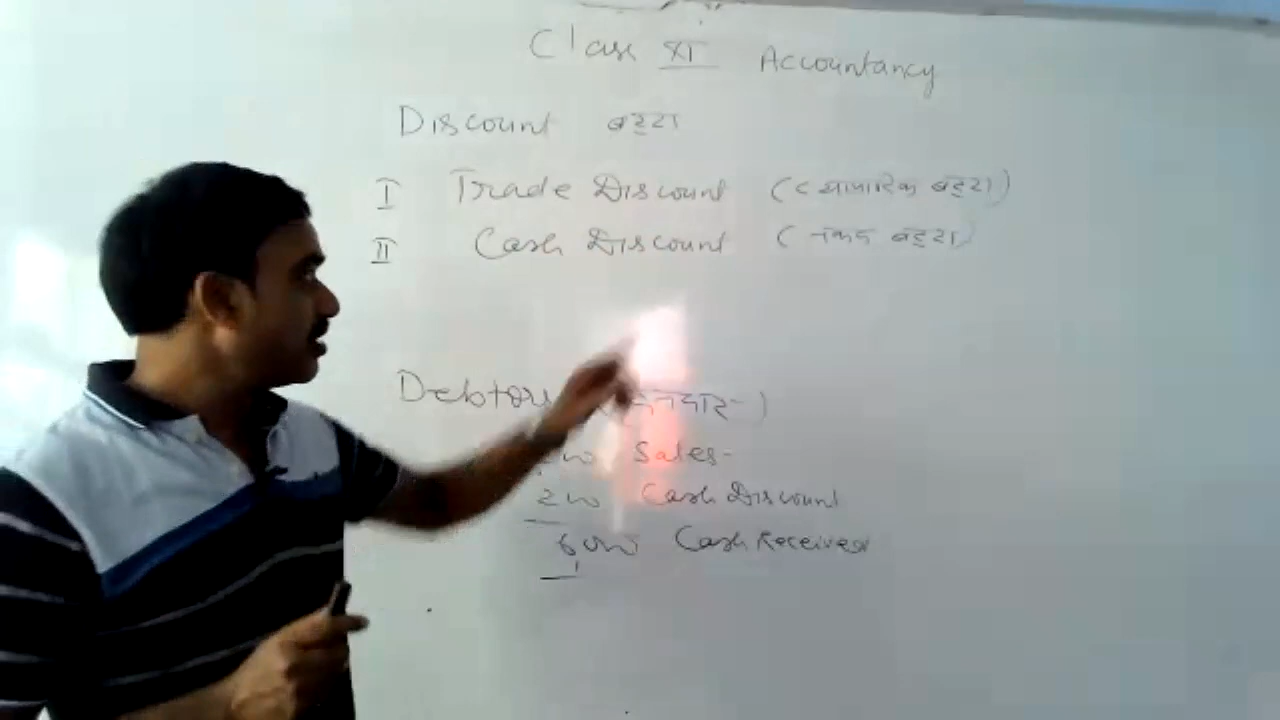 Class XI Accountancy
Discount बट्टा
I Trade Discount (व्यापारिक बट्टा)
II Cash Discount (नकद बट्टा)
Debtors
Sales
Cash Discount
Cash Received